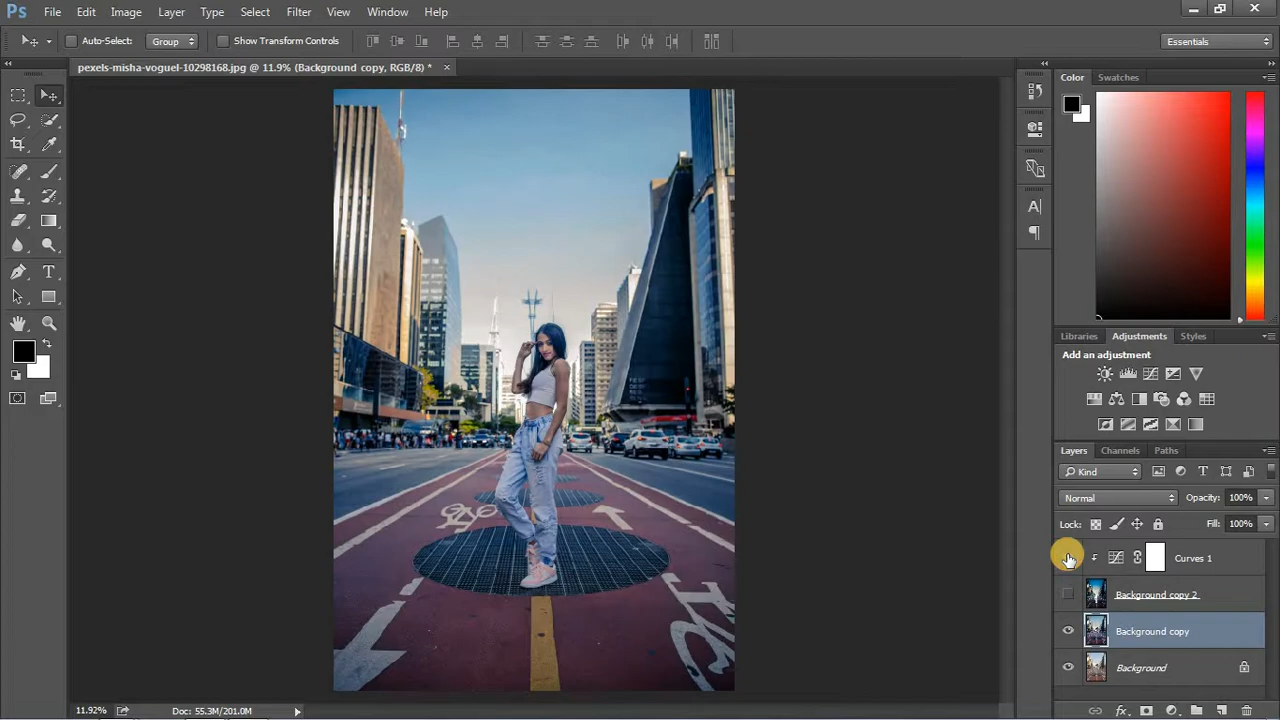 Ps File Edit Image Layer Type Select Filter View Window Help
Auto-Select: Group Show Transform Controls Essentials
pexels-misha-voguel-10298168.jpg @ 11.9% (Background copy, RGB/8) *
Color Swatches
Libraries Adjustments Styles
Add an adjustment
Layers Channels Paths
Kind
Normal Opacity: 100%
Lock: Fill: 100%
Curves 1
Background copy 2
Background copy
Background
11.92% Doc: 55.3M/201.0M